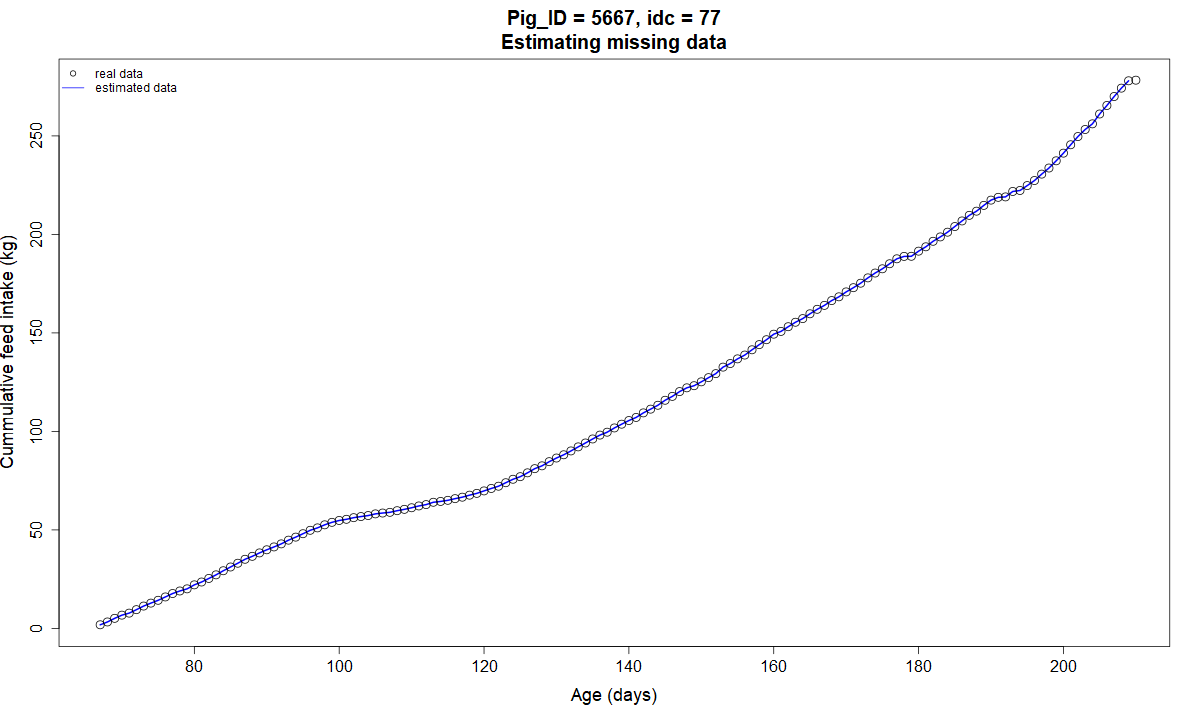 Pig_ID = 5667, idc = 77
Estimating missing data
real data
estimated data
Cummulative feed intake (kg)
250
200
150
100
50
0
80 100 120 140 160 180 200
Age (days)